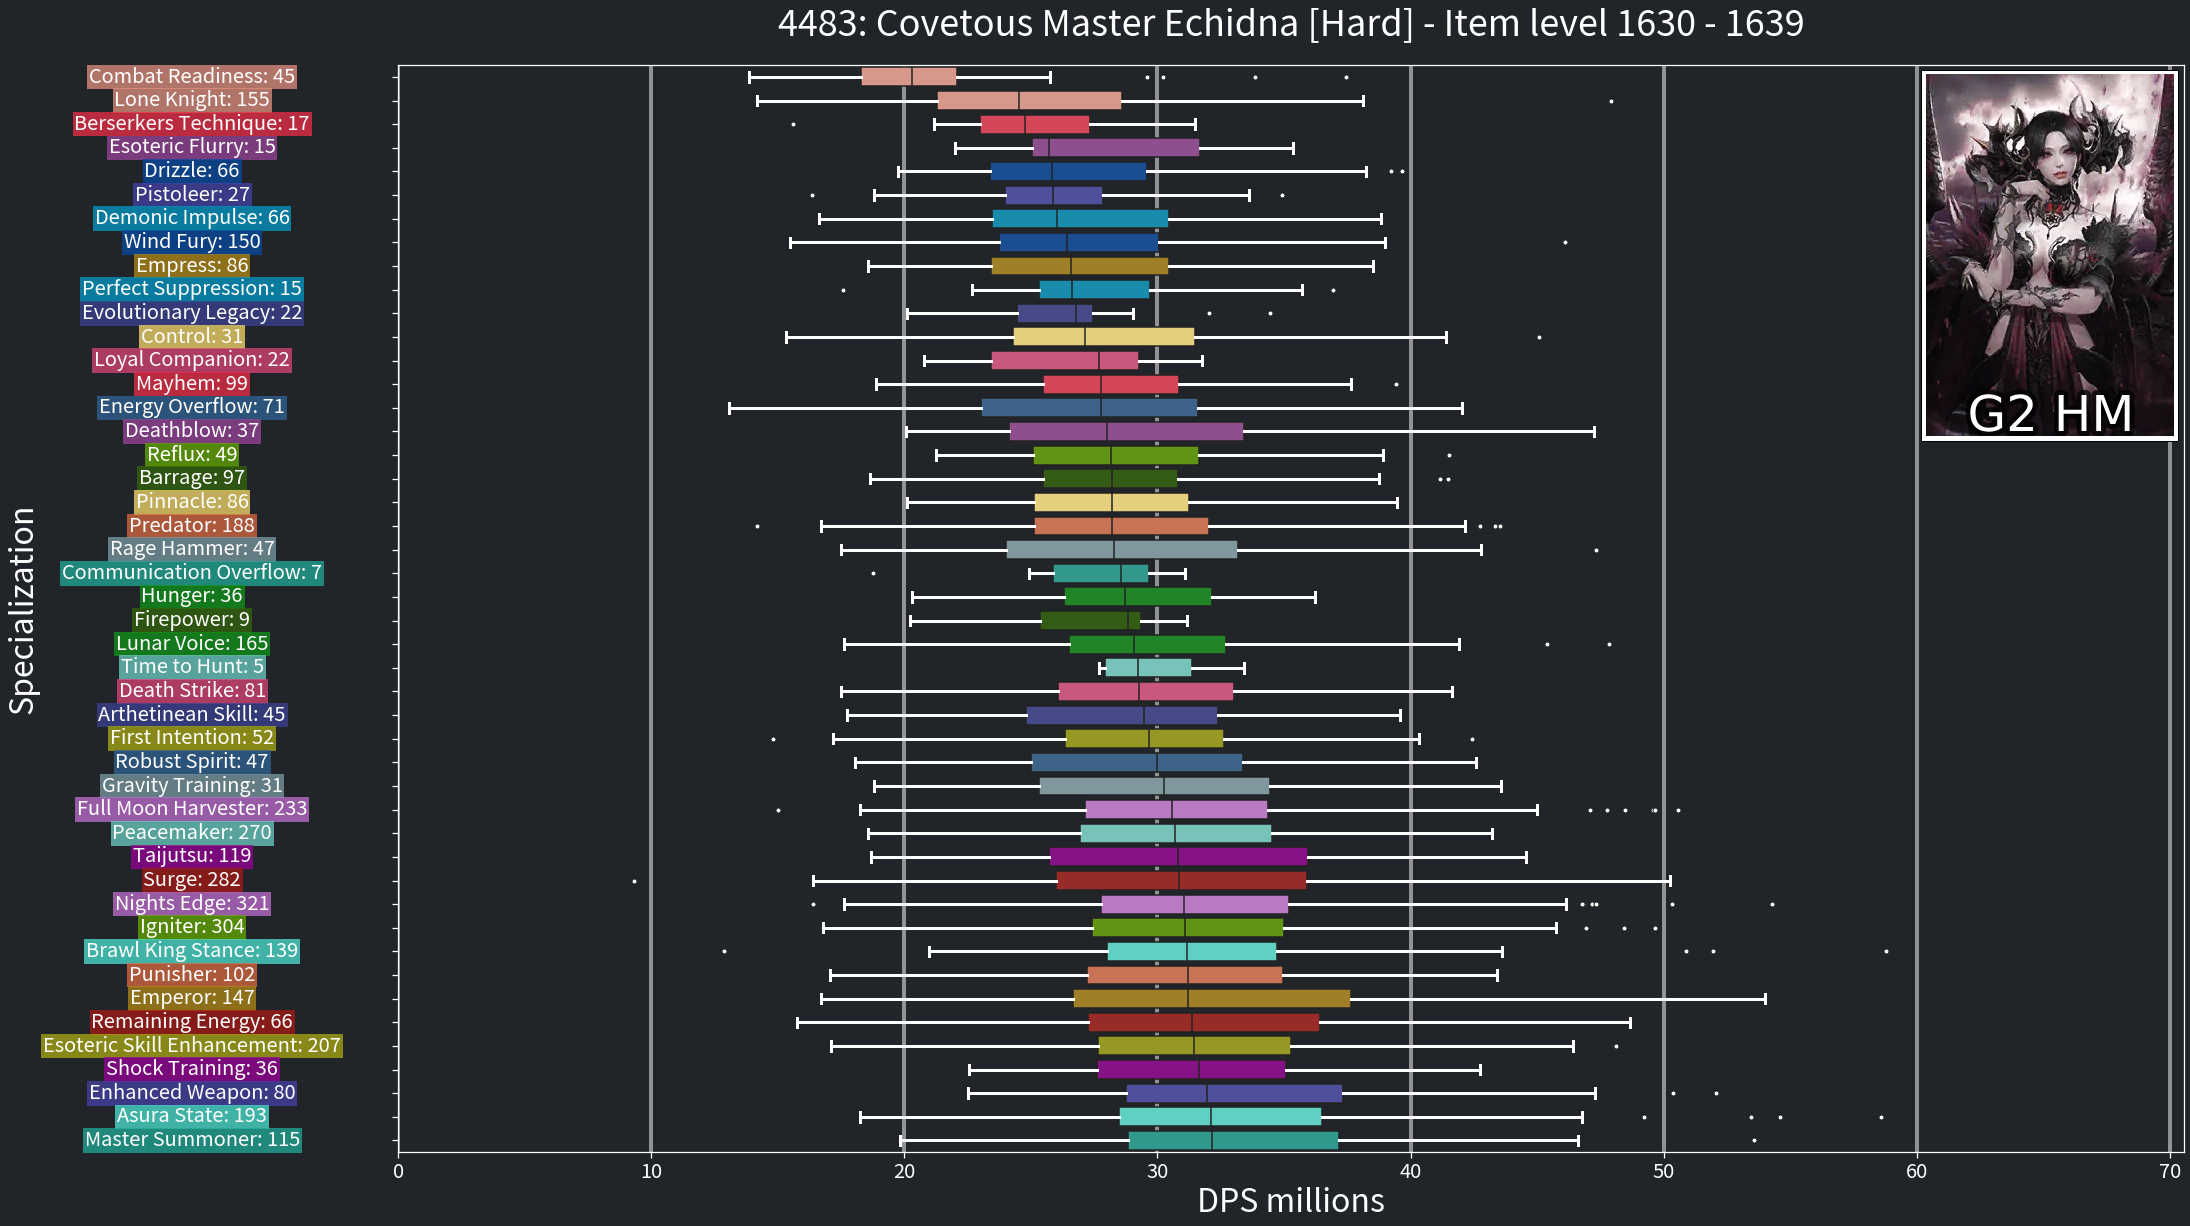 4483: Covetous Master Echidna [Hard] - Item level 1630 - 1639
Combat Readiness: 45
Lone Knight: 155
Berserkers Technique: 17
Esoteric Flurry: 15
Drizzle: 66
Pistoleer: 27
Demonic Impulse: 66
Wind Fury: 150
Empress: 86
Perfect Suppression: 15
Evolutionary Legacy: 22
Control: 31
Loyal Companion: 22
Mayhem: 99
Energy Overflow: 71
Deathblow: 37
Reflux: 49
Barrage: 97
Pinnacle: 86
Predator: 188
Rage Hammer: 47
Communication Overflow: 7
Hunger: 36
Firepower: 9
Lunar Voice: 165
Time to Hunt: 5
Death Strike: 81
Arthetinean Skill: 45
First Intention: 52
Robust Spirit: 47
Gravity Training: 31
Full Moon Harvester: 233
Peacemaker: 270
Taijutsu: 119
Surge: 282
Nights Edge: 321
Igniter: 304
Brawl King Stance: 139
Punisher: 102
Emperor: 147
Remaining Energy: 66
Esoteric Skill Enhancement: 207
Shock Training: 36
Enhanced Weapon: 80
Asura State: 193
Master Summoner: 115
Specialization
G2 HM
0 10 20 30 40 50 60 70
DPS millions